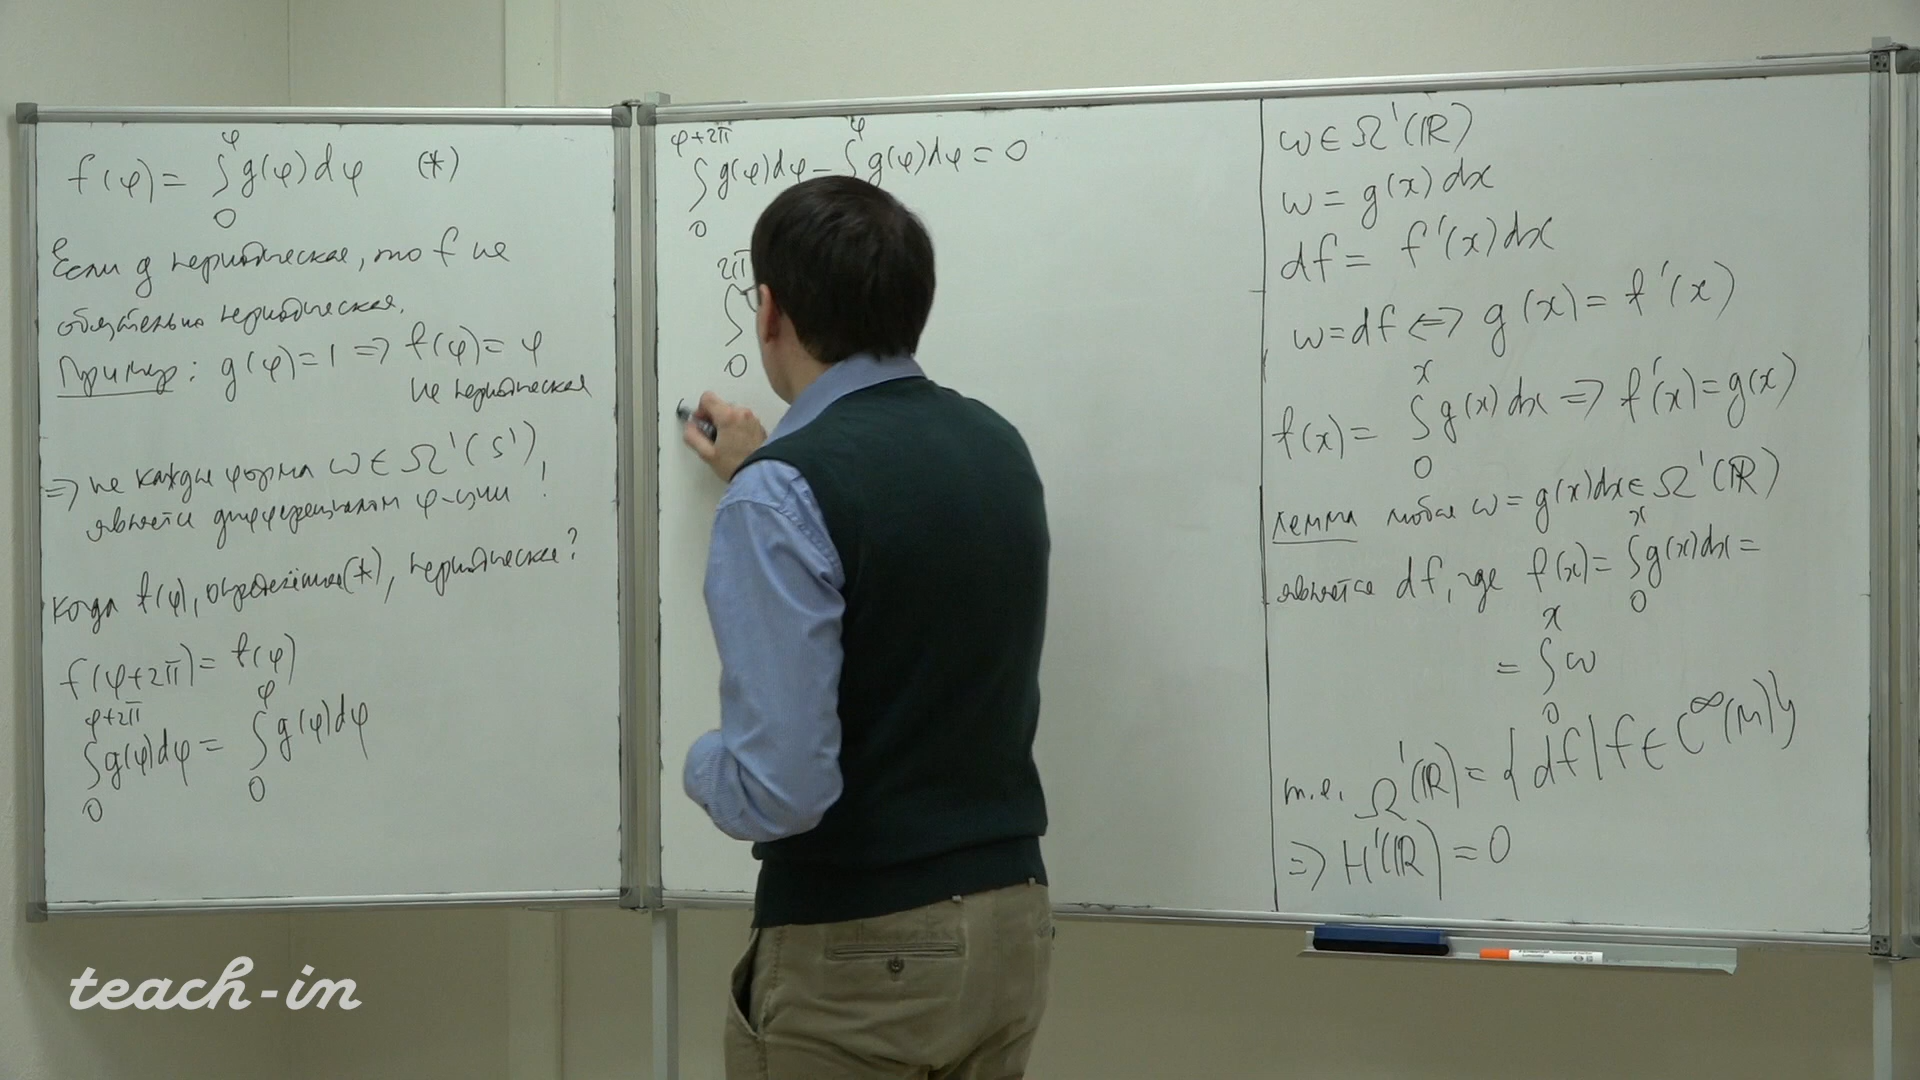 f(φ) = ∫₀^φ g(φ)dφ (*)
Если g периодическая, то f не
обязательно периодическая.
Пример: g(φ)=1 => f(φ)= φ
не периодическая
=> не каждая форма ω ∈ Ω¹(S¹)
является дифференциалом ф-ции!
Когда f(φ), определённая (*), периодическая?
f(φ+2π) = f(φ)
∫₀^{φ+2π} g(φ)dφ = ∫₀^φ g(φ)dφ
∫₀^{φ+2π} g(φ)dφ – ∫₀^φ g(φ)dφ = 0
∫₀^{2π}
ω ∈ Ω¹(ℝ)
ω = g(x) dx
df = f'(x)dx
ω = df <=> g(x) = f'(x)
f(x) = ∫₀^x g(x) dx => f'(x) = g(x)
Лемма любая ω = g(x)dx ∈ Ω¹(ℝ)
является df, где f(x) = ∫₀^x g(x)dx =
= ∫₀^x ω
т.е. Ω¹(ℝ) = {df | f ∈ C^∞(M)}
=> H¹(ℝ) = 0
teach-in